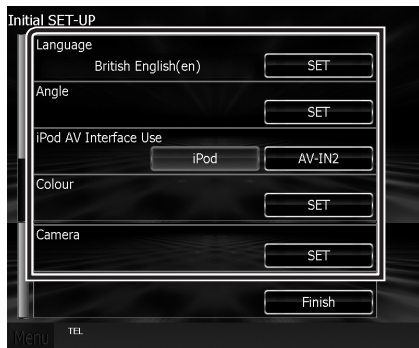 Initial SET-UP
Language
British English(en) SET
Angle
SET
iPod AV Interface Use
iPod AV-IN2
Colour
SET
Camera
SET
Finish
Menu TEL